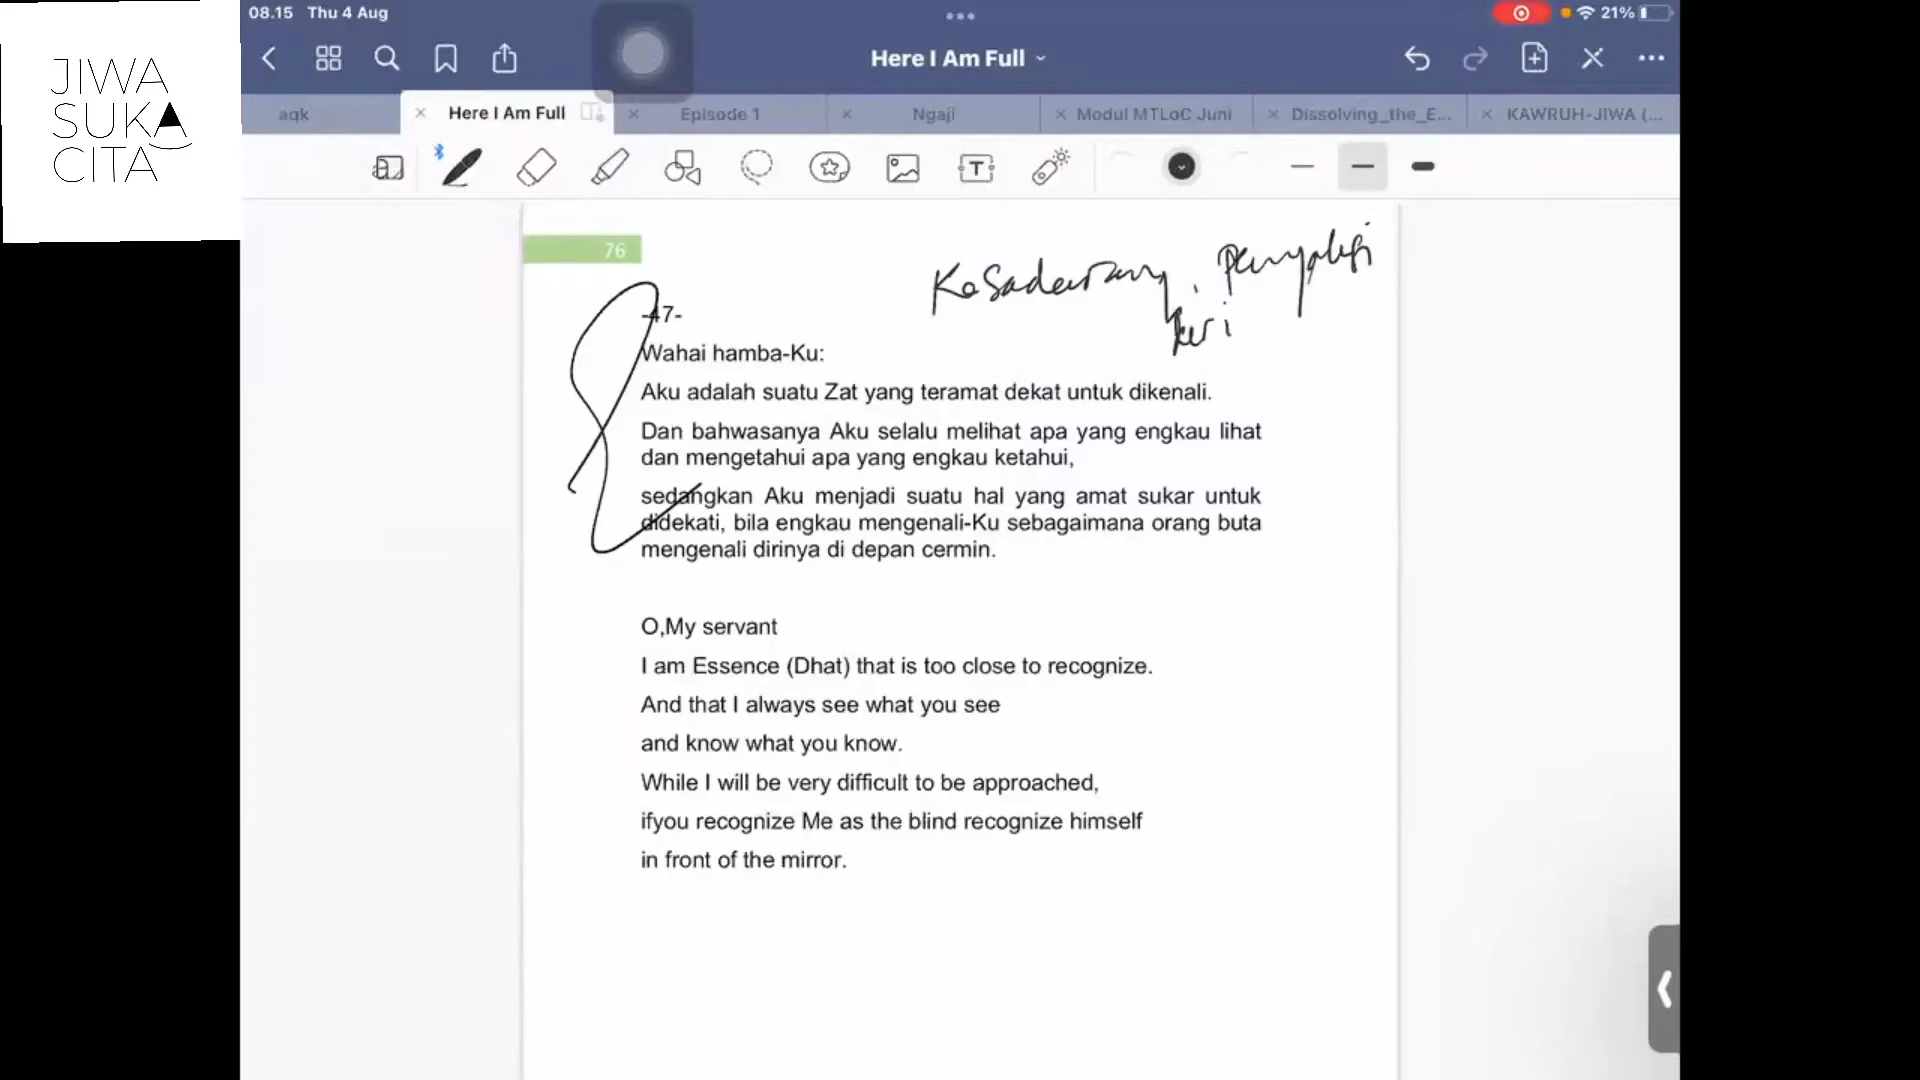 08.15 Thu 4 Aug
21%
JIWA
SUKA
CITA
Here I Am Full
aqk
Here I Am Full
Episode 1
Ngaji
Modul MTLoC Juni
Dissolving_the_E...
KAWRUH-JIWA (...
76
Kesadaran
-47-
Wahai hamba-Ku:
Aku adalah suatu Zat yang teramat dekat untuk dikenali.
Dan bahwasanya Aku selalu melihat apa yang engkau lihat
dan mengetahui apa yang engkau ketahui,
sedangkan Aku menjadi suatu hal yang amat sukar untuk
didekati, bila engkau mengenali-Ku sebagaimana orang buta
mengenali dirinya di depan cermin.
O,My servant
I am Essence (Dhat) that is too close to recognize.
And that I always see what you see
and know what you know.
While I will be very difficult to be approached,
ifyou recognize Me as the blind recognize himself
in front of the mirror.